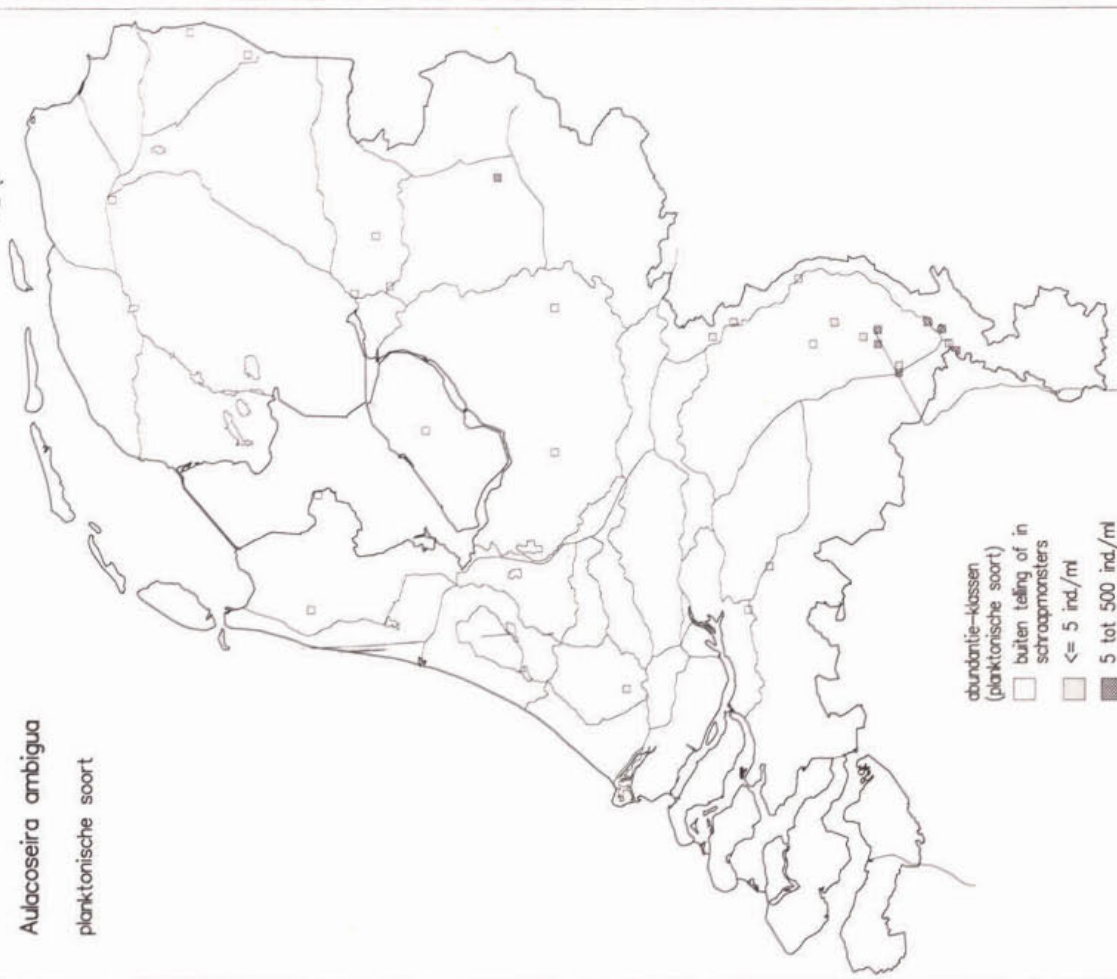 Aulacoseira ambigua
planktonische soort
abundantie-klassen
(planktonische soort)
buiten telling of in
schraapmonsters
<= 5 ind./ml
5 tot 500 ind/ml